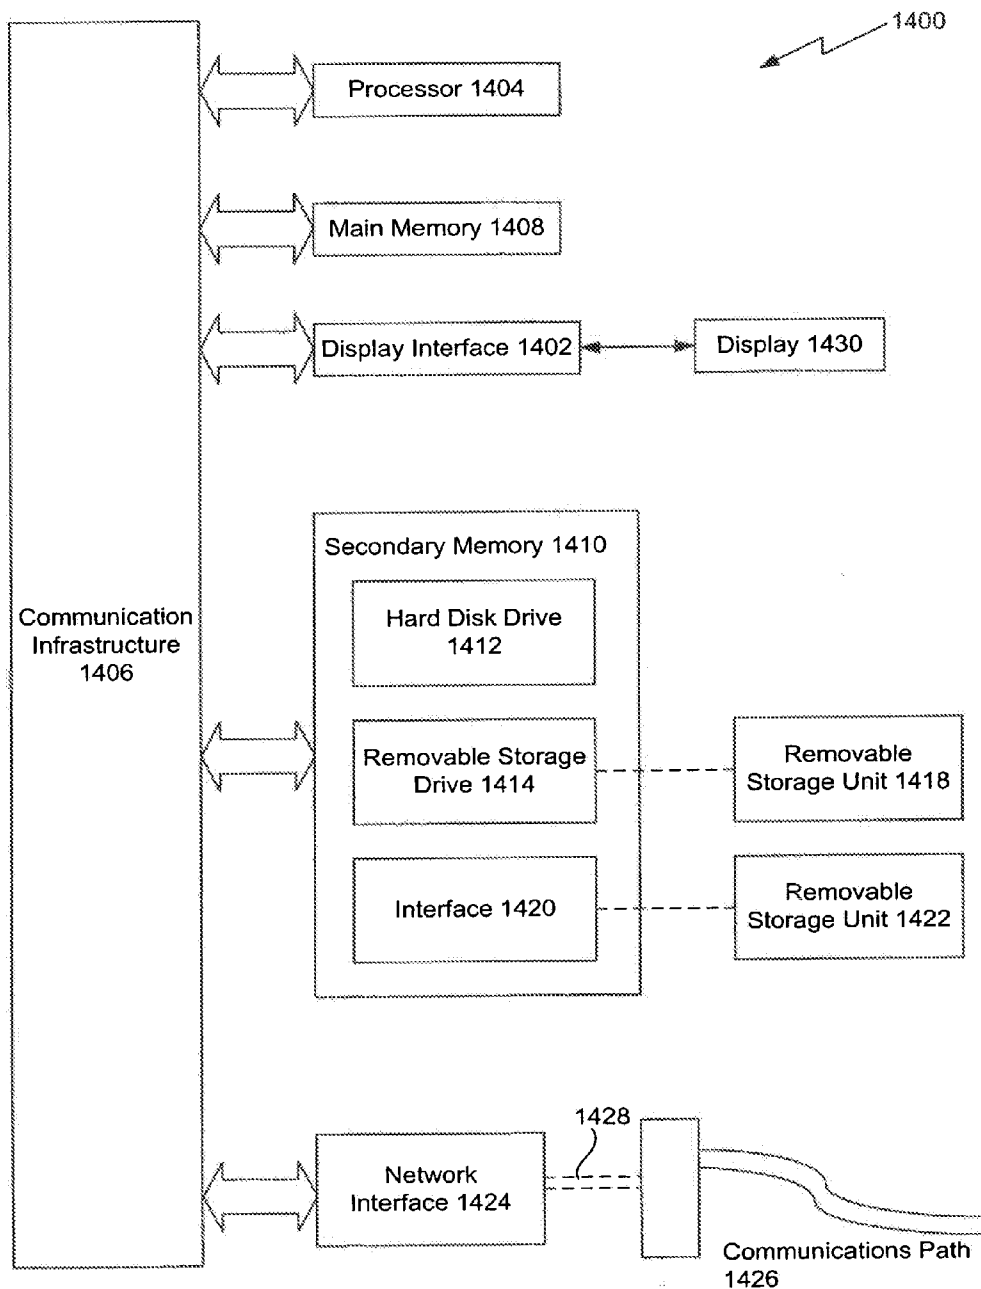 1400
Processor 1404
Main Memory 1408
Display Interface 1402
Display 1430
Secondary Memory 1410
Hard Disk Drive
1412
Communication
Infrastructure
1406
Removable Storage
Drive 1414
Removable
Storage Unit 1418
Interface 1420
Removable
Storage Unit 1422
1428
Network
Interface 1424
Communications Path
1426